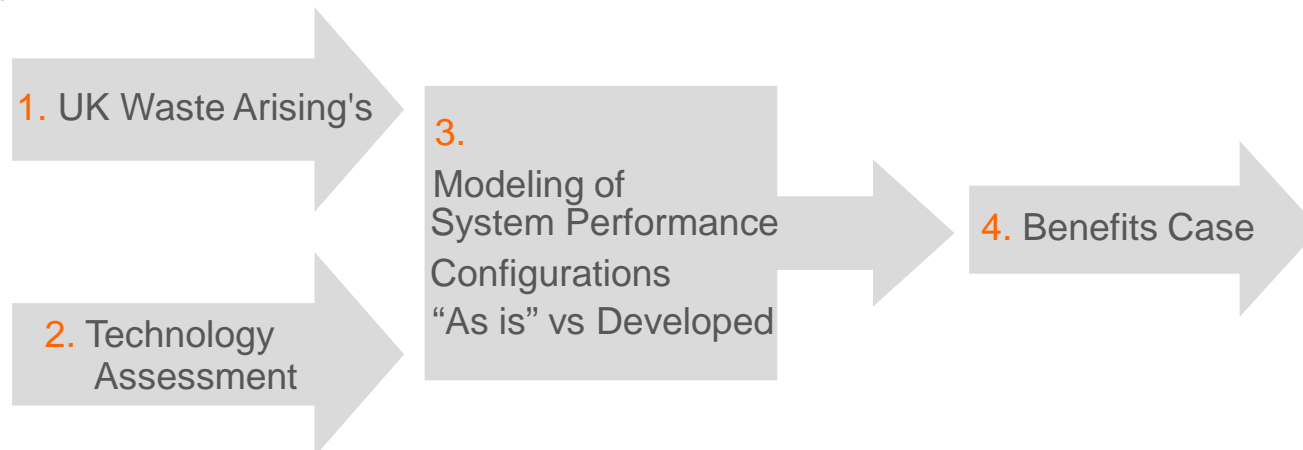 1. UK Waste Arising's
2. Technology
Assessment
3.
Modeling of
System Performance
Configurations
“As is” vs Developed
4. Benefits Case